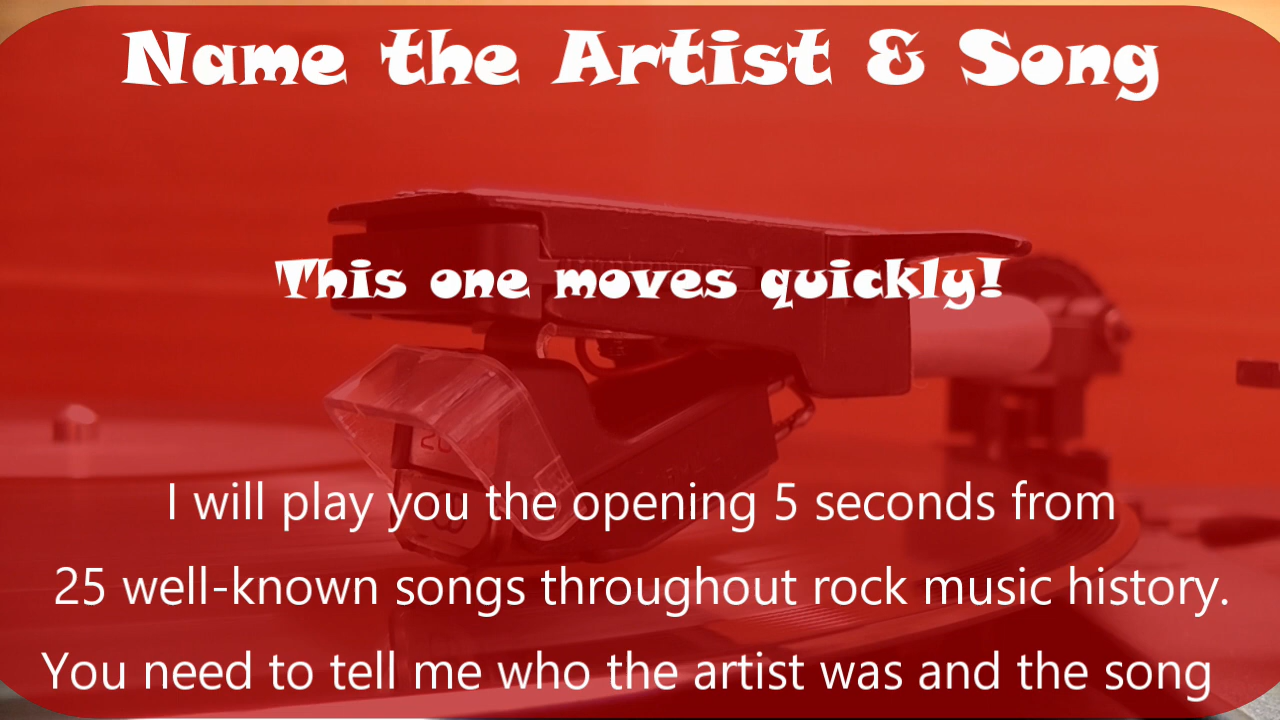 Name the Artist & Song
This one moves quickly!
I will play you the opening 5 seconds from
25 well-known songs throughout rock music history.
You need to tell me who the artist was and the song